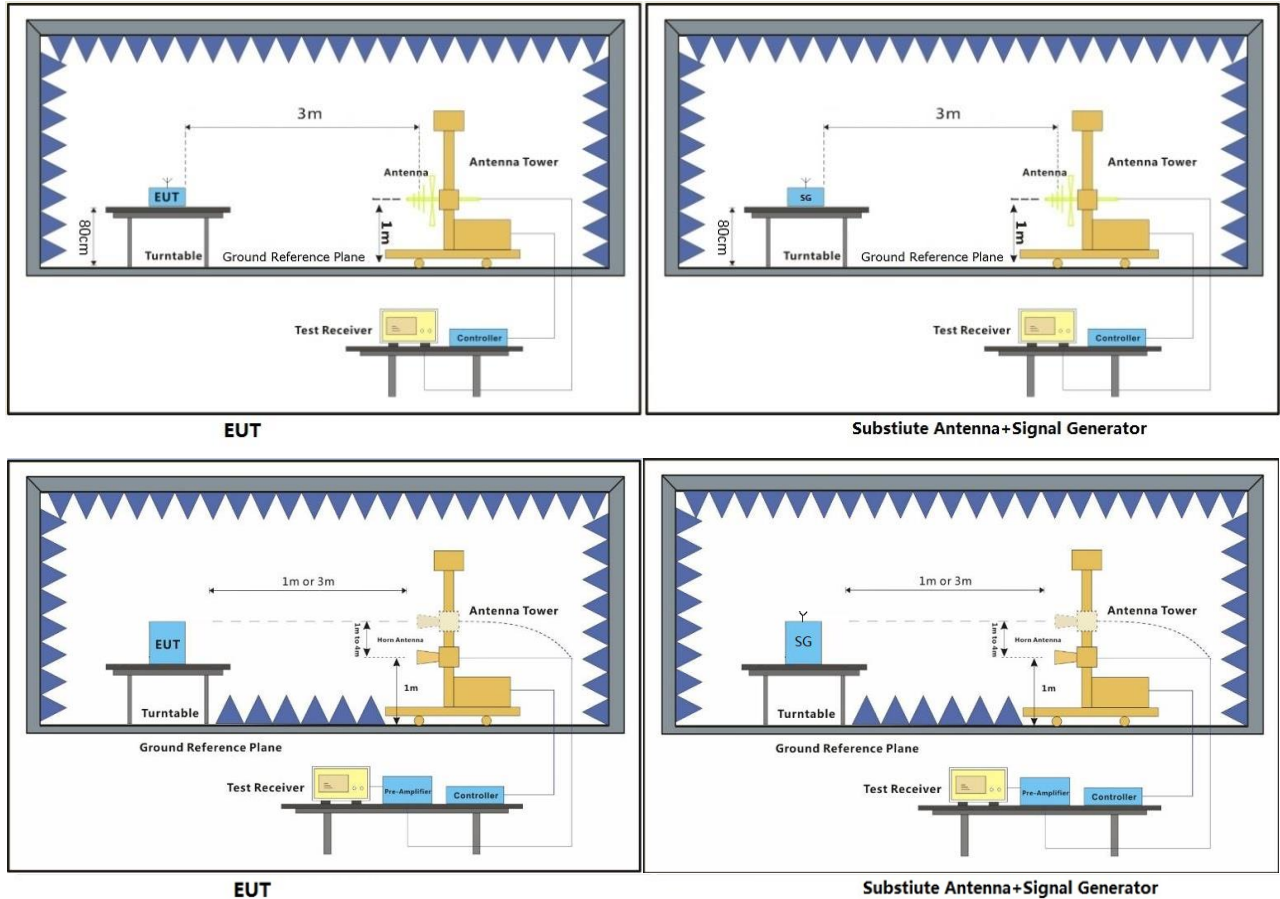 3m
Antenna Tower
Antenna
EUT
80cm
1m
Turntable
Ground Reference Plane
Test Receiver
Controller
EUT
3m
Antenna Tower
Antenna
SG
80cm
1m
Turntable
Ground Reference Plane
Test Receiver
Controller
Substiute Antenna+Signal Generator
1m or 3m
Antenna Tower
1m to 4m
Horn Antenna
EUT
1m
Turntable
Ground Reference Plane
Test Receiver
Pre-Amplifier
Controller
EUT
1m or 3m
Antenna Tower
1m to 4m
Horn Antenna
SG
1m
Turntable
Ground Reference Plane
Test Receiver
Pre-Amplifier
Controller
Substiute Antenna+Signal Generator